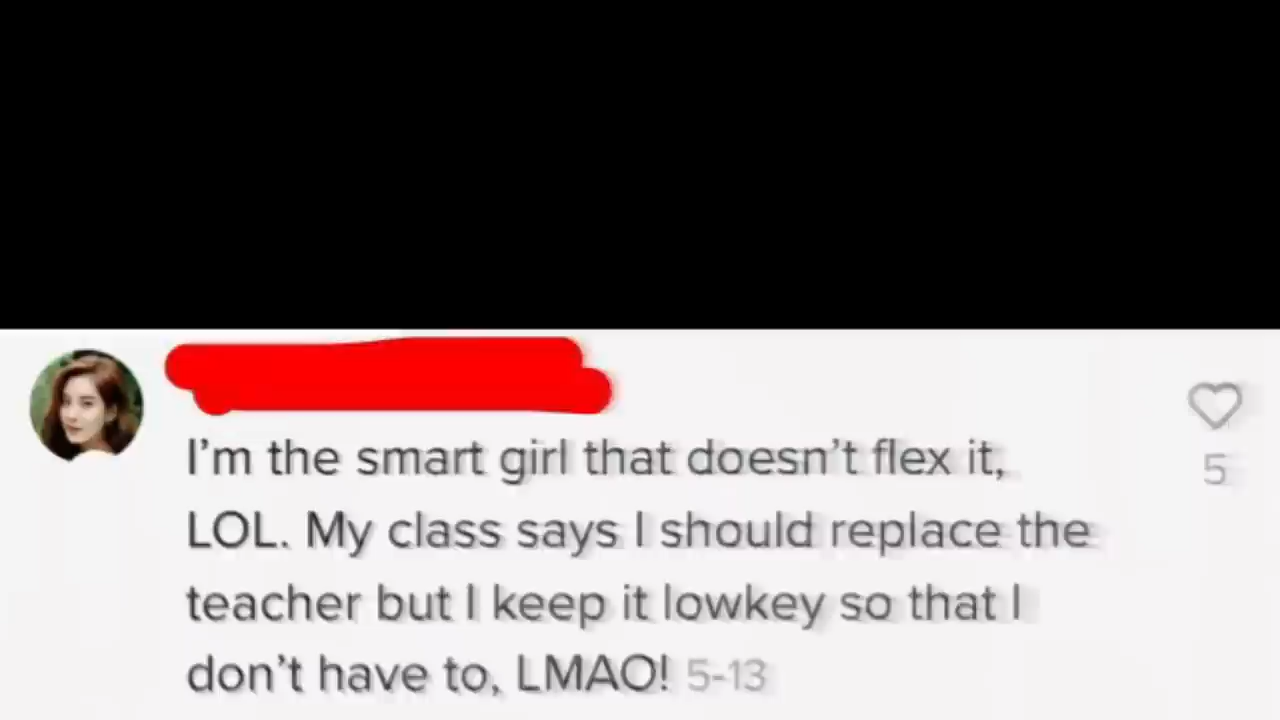 I'm the smart girl that doesn't flex it,
5
LOL. My class says I should replace the
teacher but I keep it lowkey so that I
don't have to, LMAO! 5-13